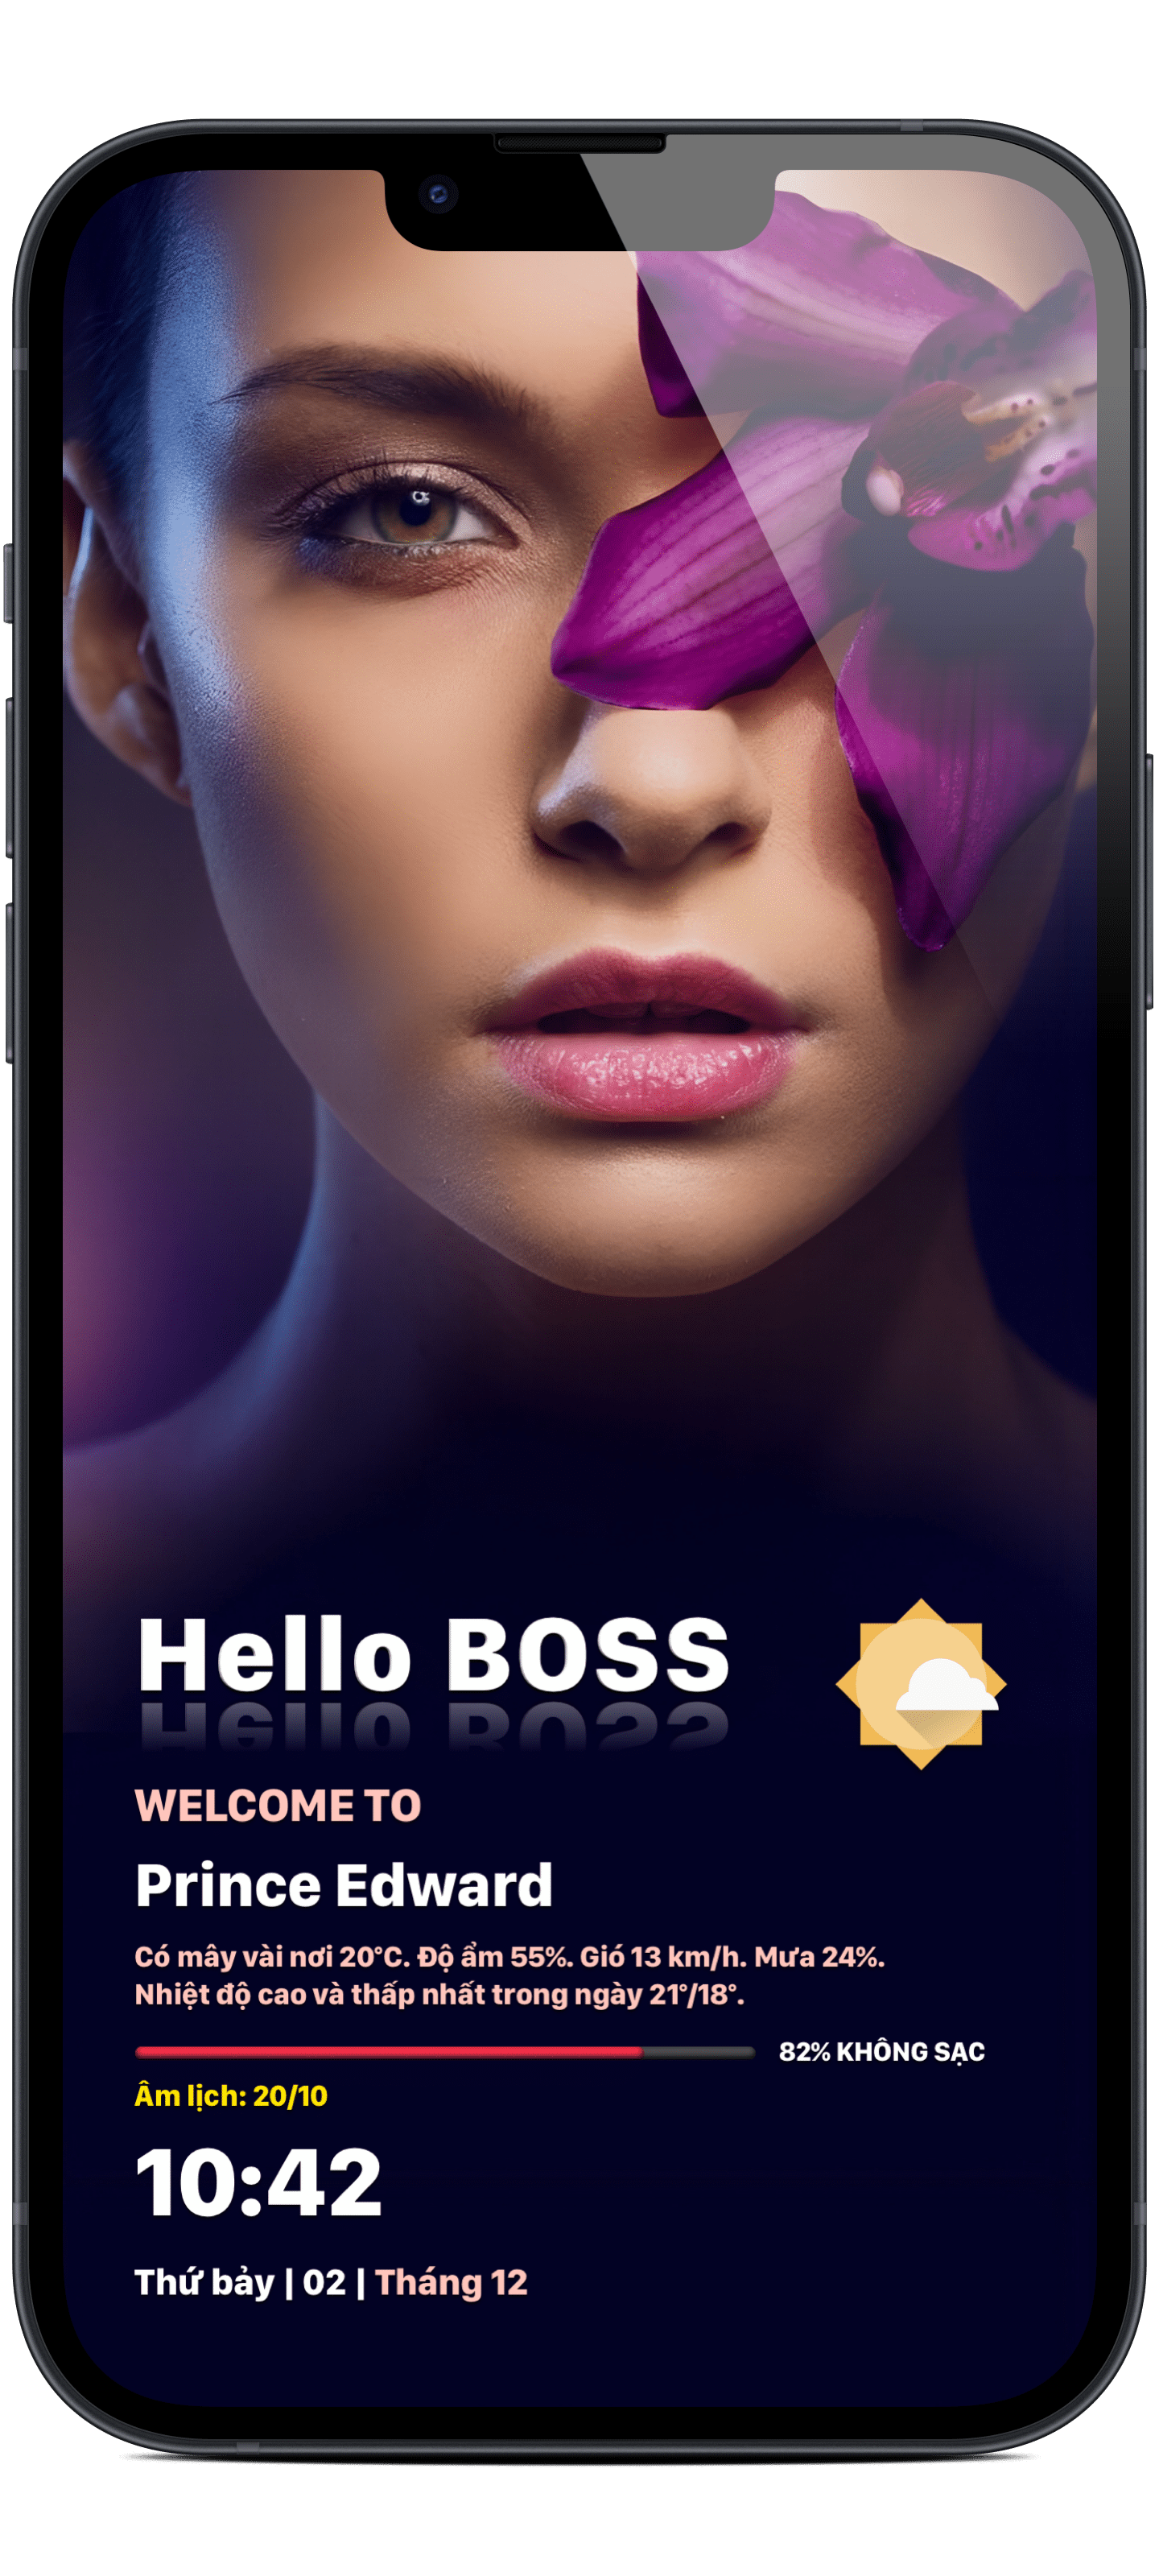 Hello BOSS
WELCOME TO
Prince Edward
Có mây vài nơi 20°C. Độ ẩm 55%. Gió 13 km/h. Mưa 24%.
Nhiệt độ cao và thấp nhất trong ngày 21°/18°.
82% KHÔNG SẠC
Âm lịch: 20/10
10:42
Thứ bảy | 02 | Tháng 12